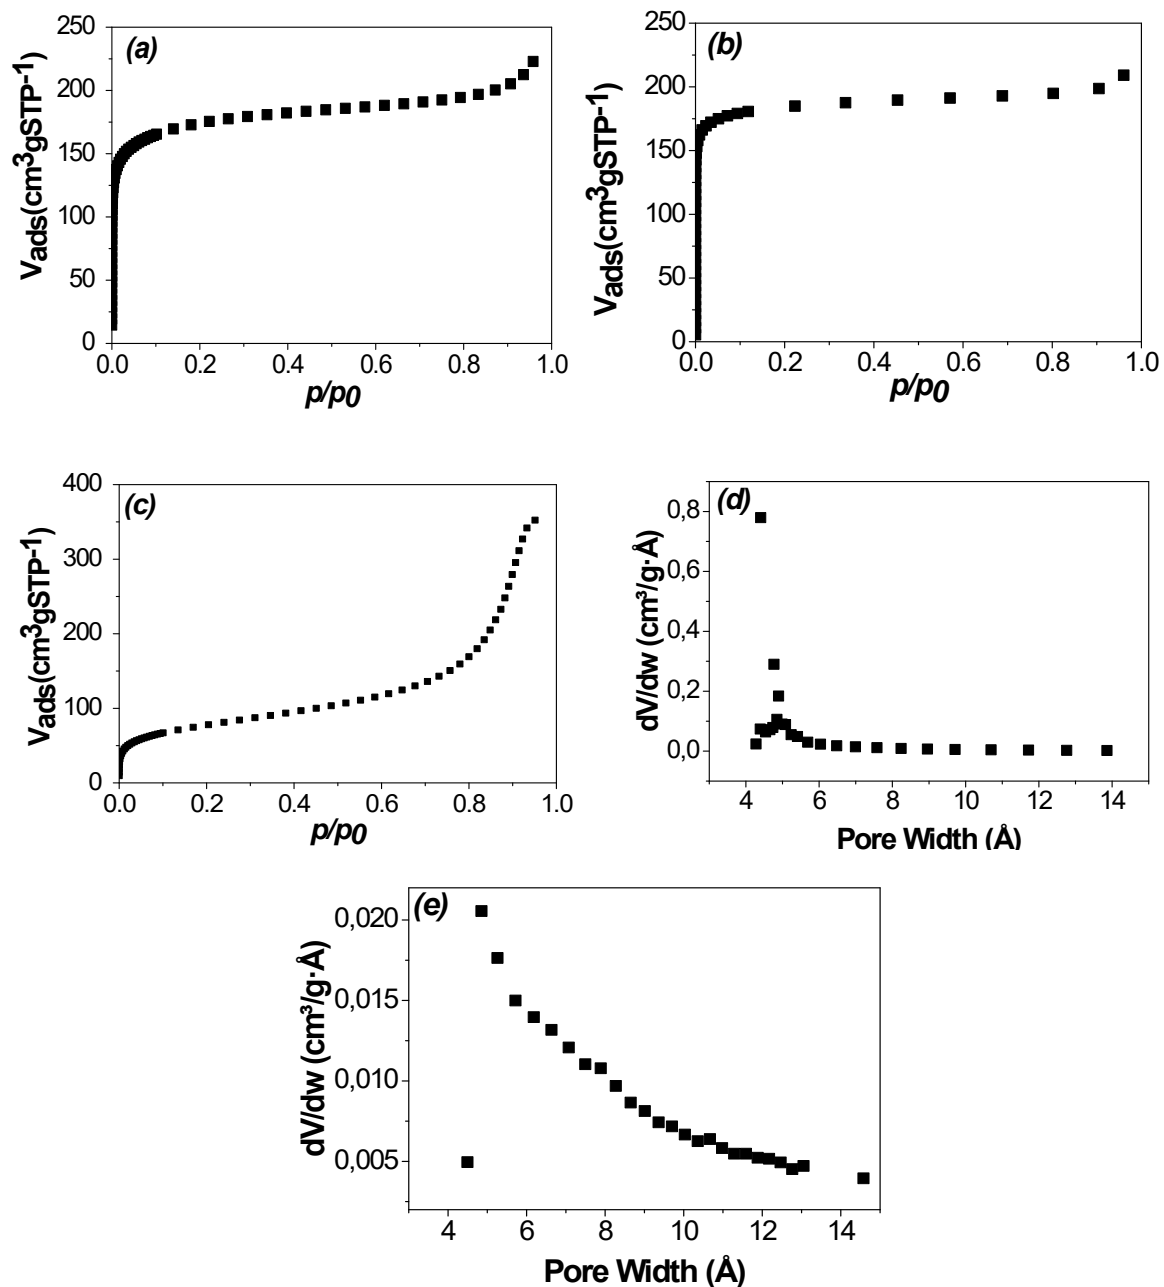 (a)
250
200
150
100
50
0
Vads(cm³gSTP⁻¹)
0.0 0.2 0.4 0.6 0.8 1.0
p/p0
(b)
250
200
150
100
50
0
Vads(cm³gSTP⁻¹)
0.0 0.2 0.4 0.6 0.8 1.0
p/p0
(c)
400
300
200
100
0
Vads(cm³gSTP⁻¹)
0.0 0.2 0.4 0.6 0.8 1.0
p/p0
(d)
0,8
0,6
0,4
0,2
0,0
dV/dw (cm³/g·Å)
4 6 8 10 12 14
Pore Width (Å)
(e)
0,020
0,015
0,010
0,005
dV/dw (cm³/g·Å)
4 6 8 10 12 14
Pore Width (Å)